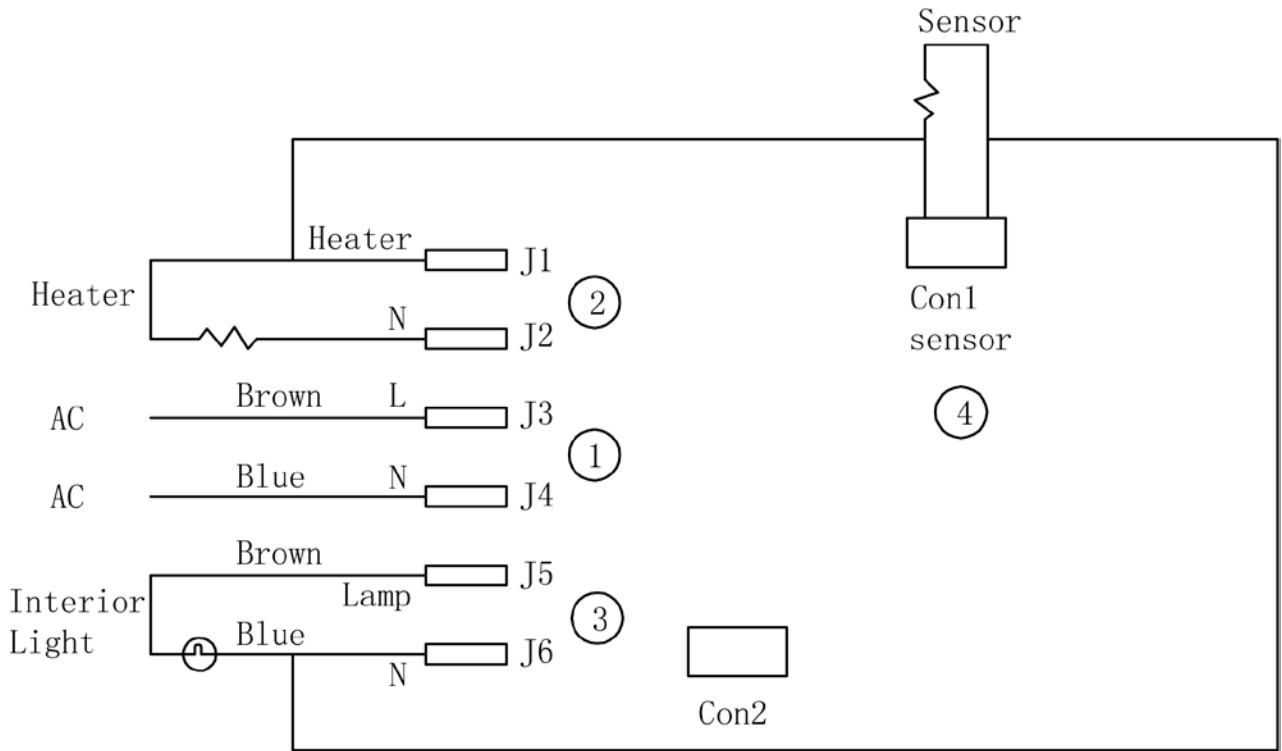 Sensor
Heater
J1
Heater
2
N
J2
Con1
sensor
Brown
L
AC
J3
4
1
Blue
N
AC
J4
Brown
J5
Interior
Light
Lamp
3
Blue
J6
N
Con2